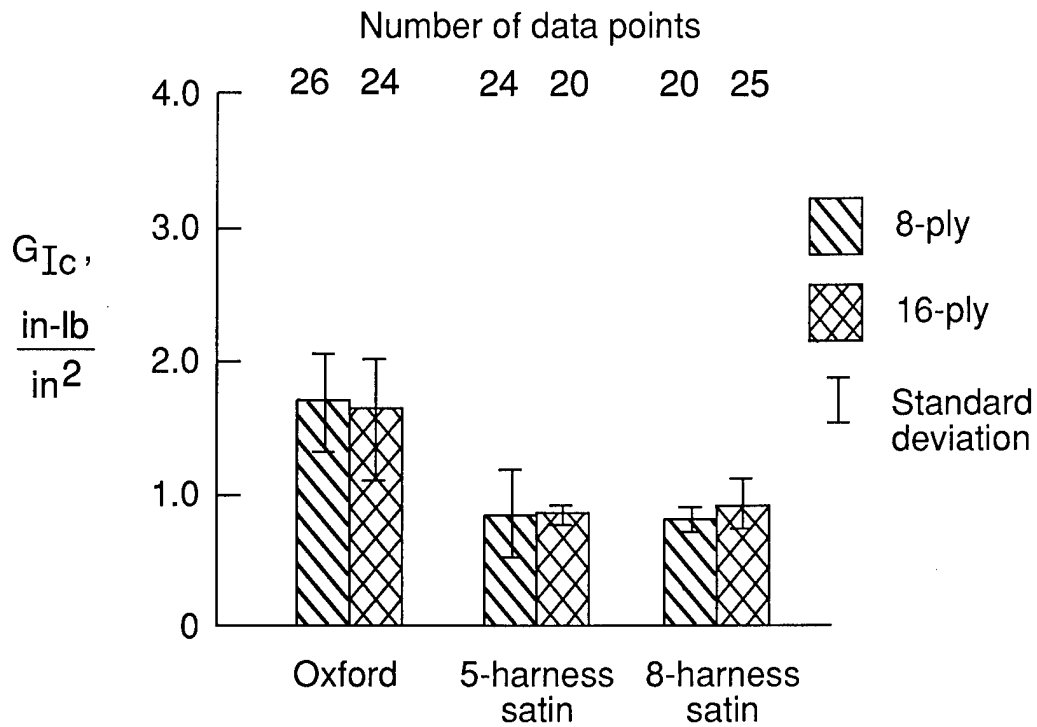 Number of data points
26 24 24 20 20 25
4.0
3.0
2.0
1.0
0
G_Ic,
in-lb
in²
8-ply
16-ply
Standard
deviation
Oxford
5-harness
satin
8-harness
satin